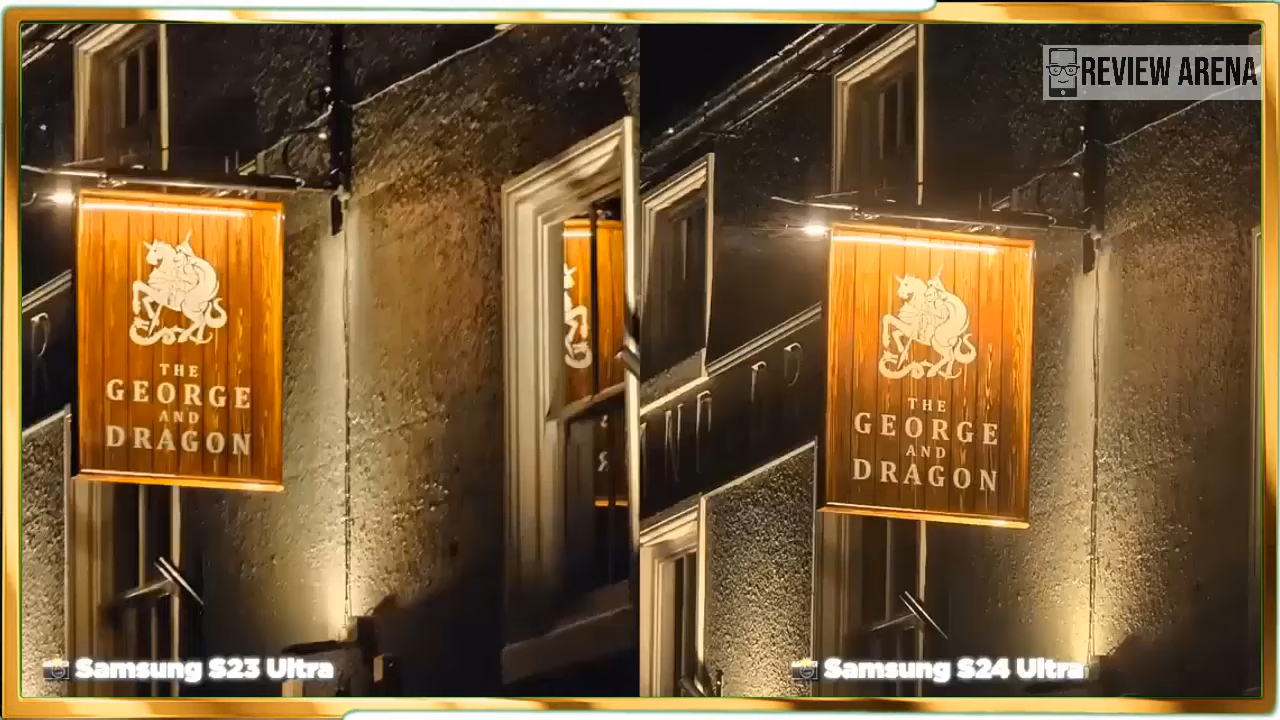 REVIEW ARENA
THE
GEORGE
AND
DRAGON
Samsung S23 Ultra
THE
GEORGE
AND
DRAGON
Samsung S24 Ultra